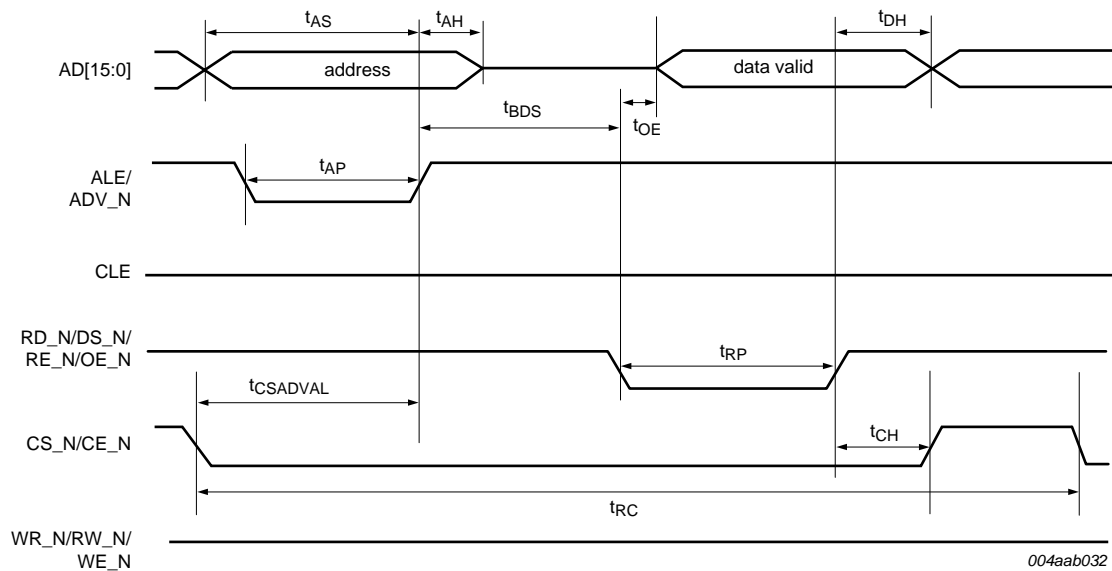 tAS
tAH
tDH
AD[15:0]
address
data valid
tBDS
tOE
ALE/
ADV_N
tAP
CLE
RD_N/DS_N/
RE_N/OE_N
tRP
tCSADVAL
CS_N/CE_N
tCH
tRC
WR_N/RW_N/
WE_N
004aab032